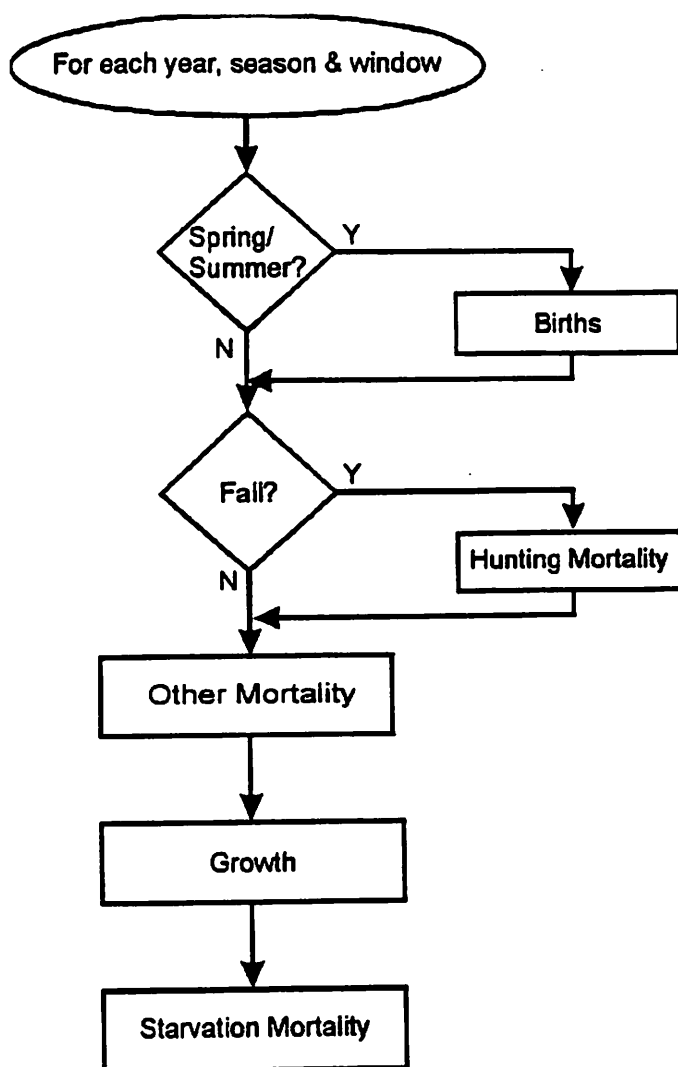 For each year, season & window
Spring/
Summer?
Y
Births
N
Fall?
Y
Hunting Mortality
N
Other Mortality
Growth
Starvation Mortality